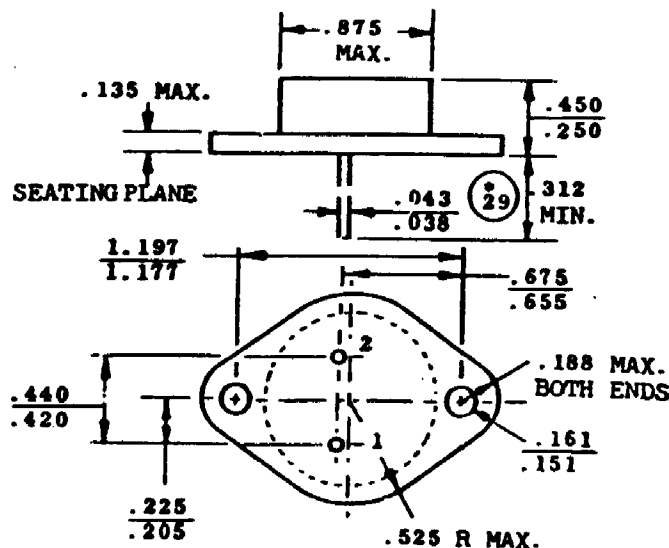 .875
MAX.
.135 MAX.
.450
.250
SEATING PLANE
.043
.038
*
29
.312
MIN.
1.197
1.177
.675
.655
2
.188 MAX.
BOTH ENDS
.440
.420
1
.161
.151
.225
.205
.525 R MAX.